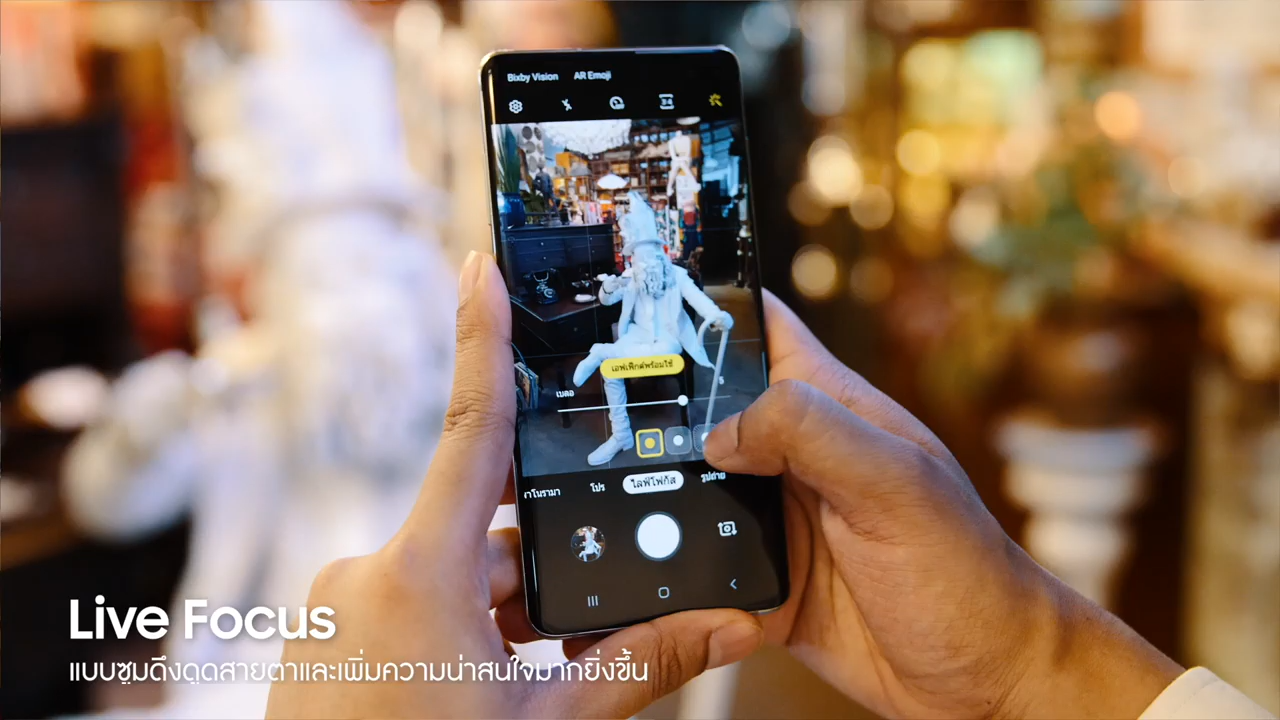 Bixby Vision AR Emoji
3:4
เอฟเฟ็กต์พร้อมใช้
เบลอ
5
าโนรามา โปร ไลฟ์โฟกัส รูปถ่าย
Live Focus
แบบซูมดึงดูดสายตาและเพิ่มความน่าสนใจมากยิ่งขึ้น